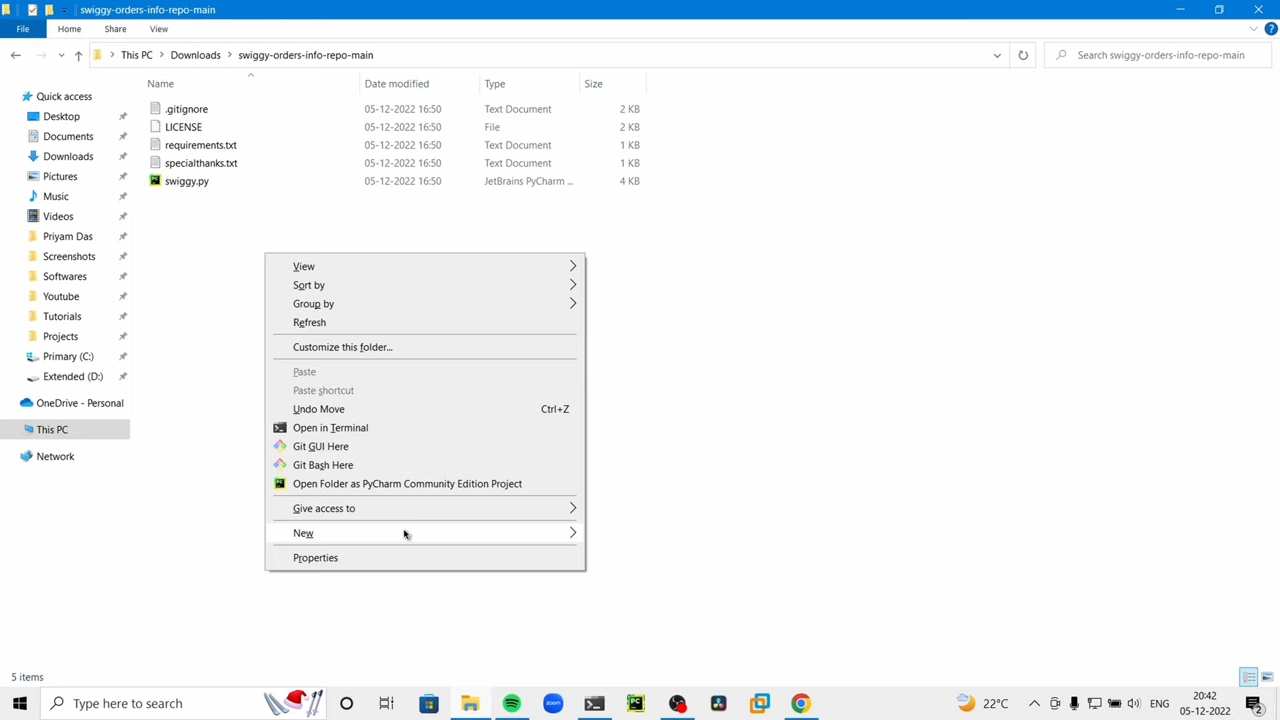 swiggy-orders-info-repo-main
File Home Share View
This PC Downloads swiggy-orders-info-repo-main
Search swiggy-orders-info-repo-main
Name Date modified Type Size
.gitignore 05-12-2022 16:50 Text Document 2 KB
LICENSE 05-12-2022 16:50 File 2 KB
requirements.txt 05-12-2022 16:50 Text Document 1 KB
specialthanks.txt 05-12-2022 16:50 Text Document 1 KB
swiggy.py 05-12-2022 16:50 JetBrains PyCharm ... 4 KB
Quick access
Desktop
Documents
Downloads
Pictures
Music
Videos
Priyam Das
Screenshots
Softwares
Youtube
Tutorials
Projects
Primary (C:)
Extended (D:)
OneDrive - Personal
This PC
Network
View
Sort by
Group by
Refresh
Customize this folder...
Paste
Paste shortcut
Undo Move Ctrl+Z
Open in Terminal
Git GUI Here
Git Bash Here
Open Folder as PyCharm Community Edition Project
Give access to
New
Properties
5 items
Type here to search
zoom
22°C
ENG
20:42
05-12-2022
2